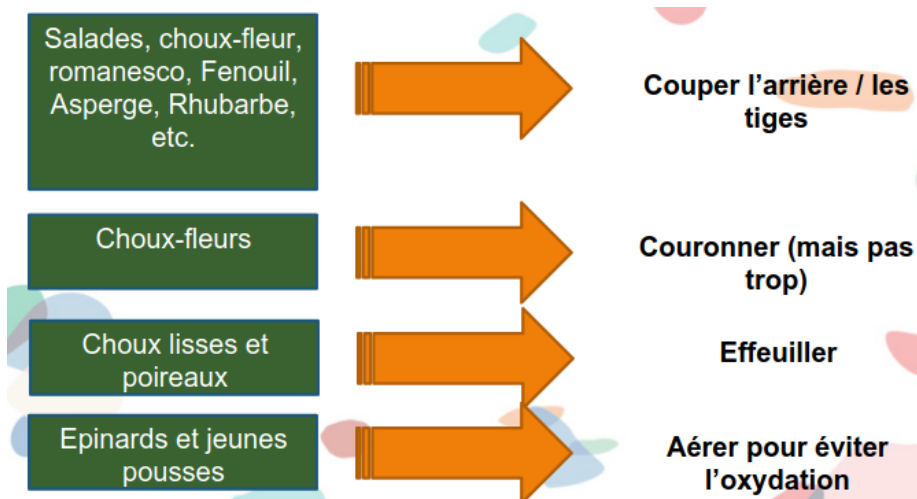 Salades, choux-fleur,
romanesco, Fenouil,
Asperge, Rhubarbe,
etc.
Couper l’arrière / les
tiges
Choux-fleurs
Couronner (mais pas
trop)
Choux lisses et
poireaux
Effeuiller
Epinards et jeunes
pousses
Aérer pour éviter
l’oxydation